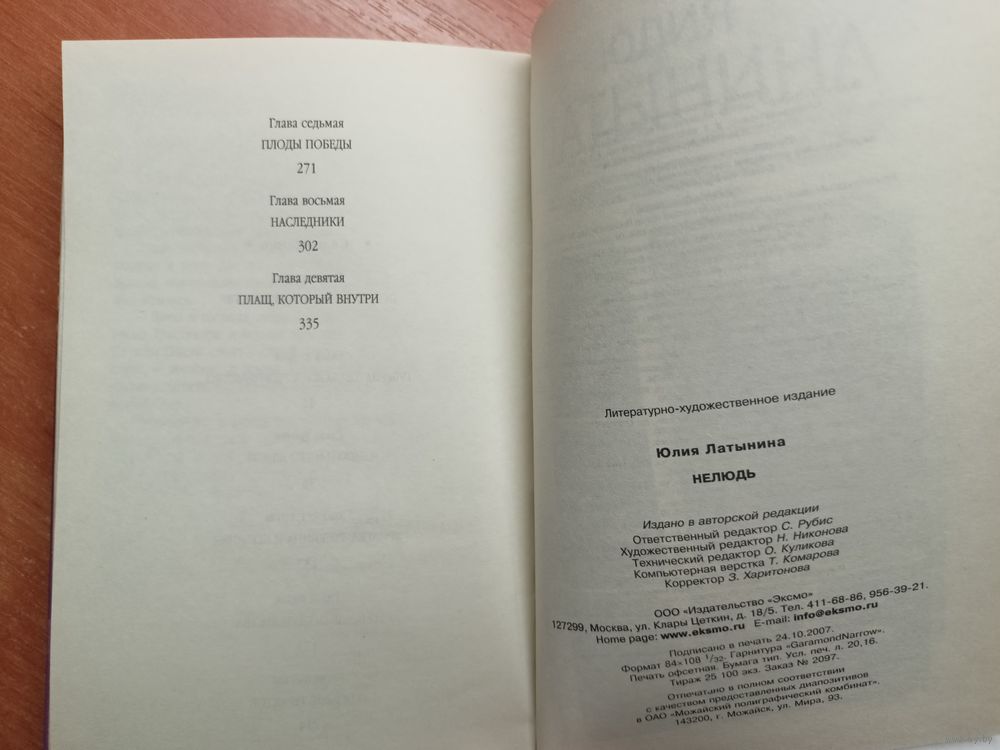 Глава седьмая
ПЛОДЫ ПОБЕДЫ
271
Глава восьмая
НАСЛЕДНИКИ
302
Глава девятая
ПЛАЩ, КОТОРЫЙ ВНУТРИ
335
Литературно-художественное издание
Юлия Латынина
НЕЛЮДЬ
Издано в авторской редакции
Ответственный редактор С. Рубис
Художественный редактор Н. Никонова
Технический редактор О. Куликова
Компьютерная верстка Т. Комарова
Корректор З. Харитонова
ООО «Издательство «Эксмо»
127299, Москва, ул. Клары Цеткин, д. 18/5. Тел. 411-68-86, 956-39-21.
Home page: www.eksmo.ru E-mail: info@eksmo.ru
Подписано в печать 24.10.2007.
Формат 84×108 1/32. Гарнитура «GaramondNarrow».
Печать офсетная. Бумага тип. Усл. печ. л. 20,16.
Тираж 25 100 экз. Заказ № 2097.
Отпечатано в полном соответствии
с качеством предоставленных диапозитивов
в ОАО «Можайский полиграфический комбинат».
143200, г. Можайск, ул. Мира, 93.